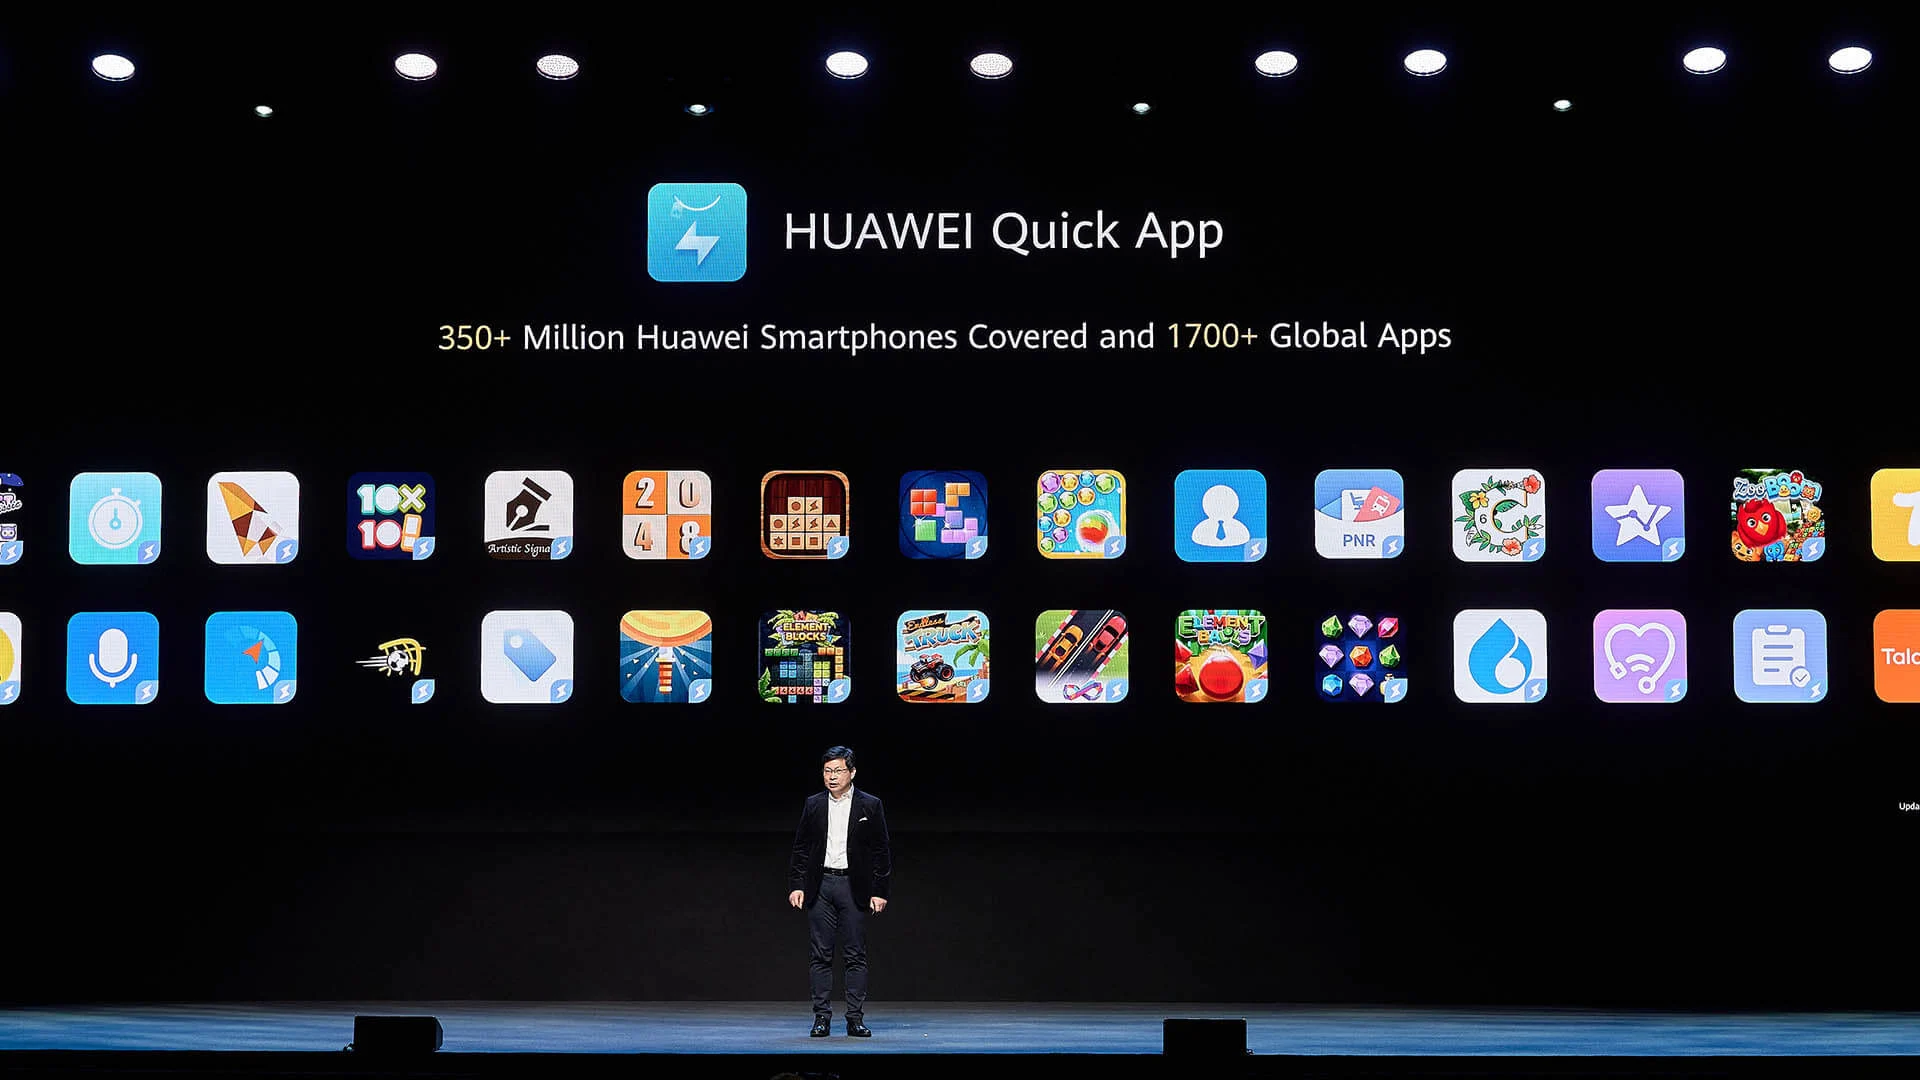 HUAWEI Quick App
350+ Million Huawei Smartphones Covered and 1700+ Global Apps
10X
10!
Artistic Signa
2 0
4 8
PNR
6
Zoo BOOM
ELEMENT
BLOCKS
Endless
TRUCK
ELEMENT
BALLS
Talc
Upda